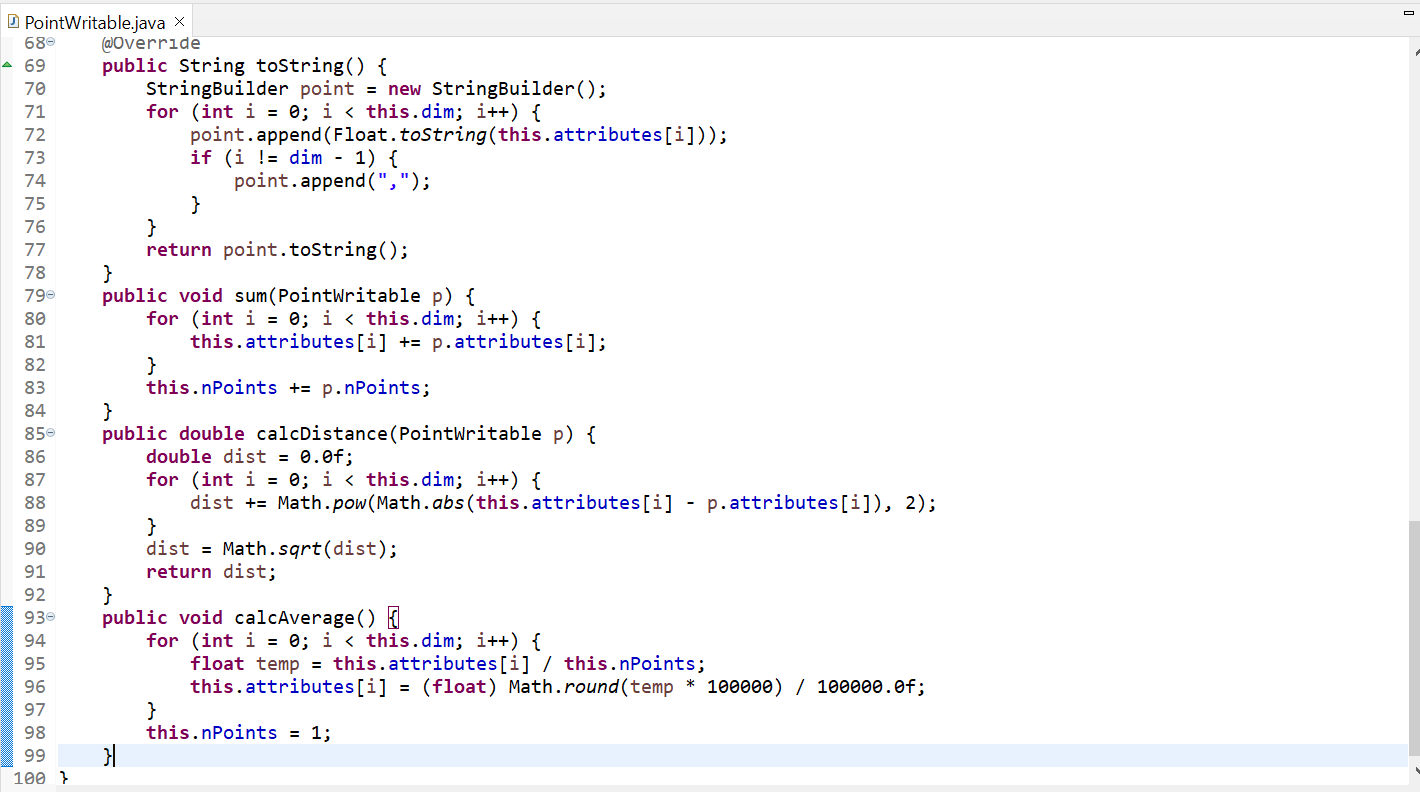 PointWritable.java
68 @Override
69 public String toString() {
70 StringBuilder point = new StringBuilder();
71 for (int i = 0; i < this.dim; i++) {
72 point.append(Float.toString(this.attributes[i]));
73 if (i != dim - 1) {
74 point.append(",");
75 }
76 }
77 return point.toString();
78 }
79 public void sum(PointWritable p) {
80 for (int i = 0; i < this.dim; i++) {
81 this.attributes[i] += p.attributes[i];
82 }
83 this.nPoints += p.nPoints;
84 }
85 public double calcDistance(PointWritable p) {
86 double dist = 0.0f;
87 for (int i = 0; i < this.dim; i++) {
88 dist += Math.pow(Math.abs(this.attributes[i] - p.attributes[i]), 2);
89 }
90 dist = Math.sqrt(dist);
91 return dist;
92 }
93 public void calcAverage() {
94 for (int i = 0; i < this.dim; i++) {
95 float temp = this.attributes[i] / this.nPoints;
96 this.attributes[i] = (float) Math.round(temp * 100000) / 100000.0f;
97 }
98 this.nPoints = 1;
99 }
100 }